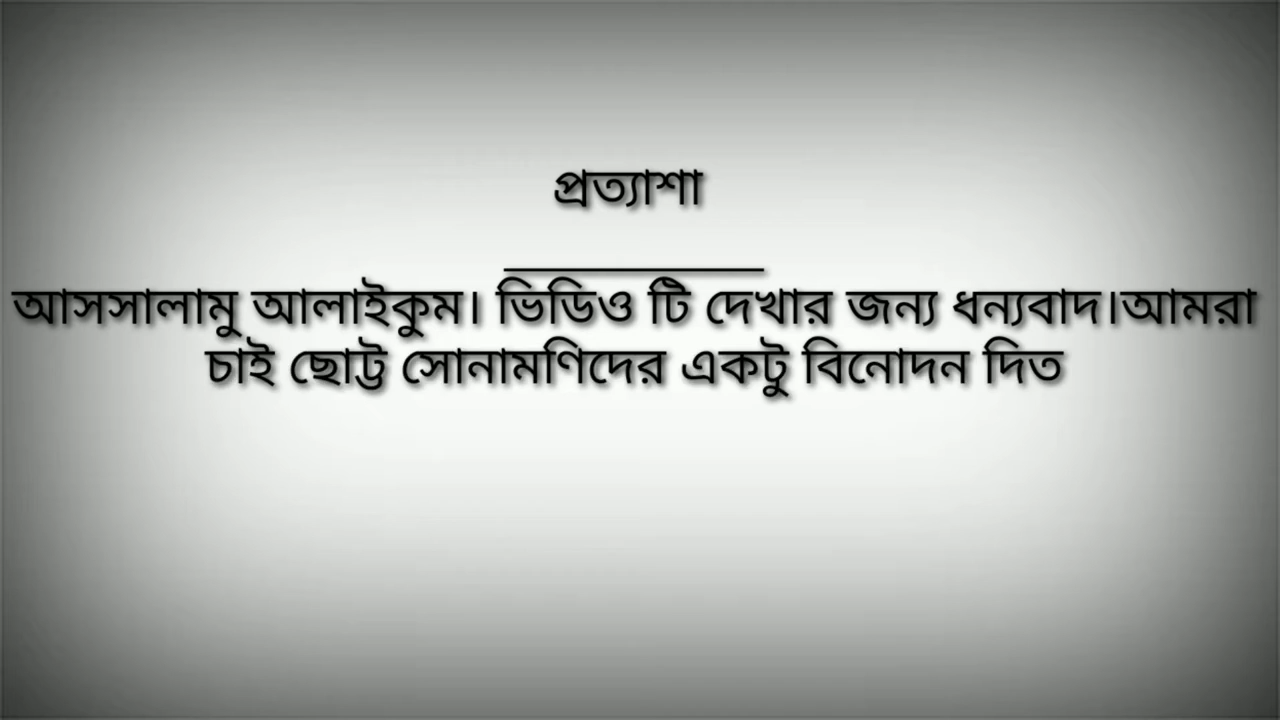 প্রত্যাশা
আসসালামু আলাইকুম। ভিডিও টি দেখার জন্য ধন্যবাদ।আমরা
চাই ছোট্ট সোনামণিদের একটু বিনোদন দিত